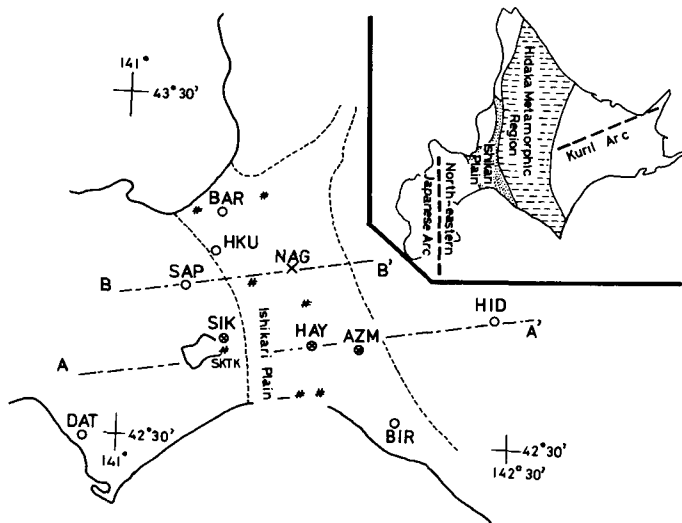 141°
43°30'
BAR
HKU
NAG
SAP
B
B'
SIK
SKTK
HAY
AZM
HID
A
A'
Ishikari Plain
DAT
42°30'
141°
BIR
42°30'
142°30'
Hidaka Metamorphic
Region
Ishikari
Plain
Kuril Arc
North-eastern
Japanese Arc